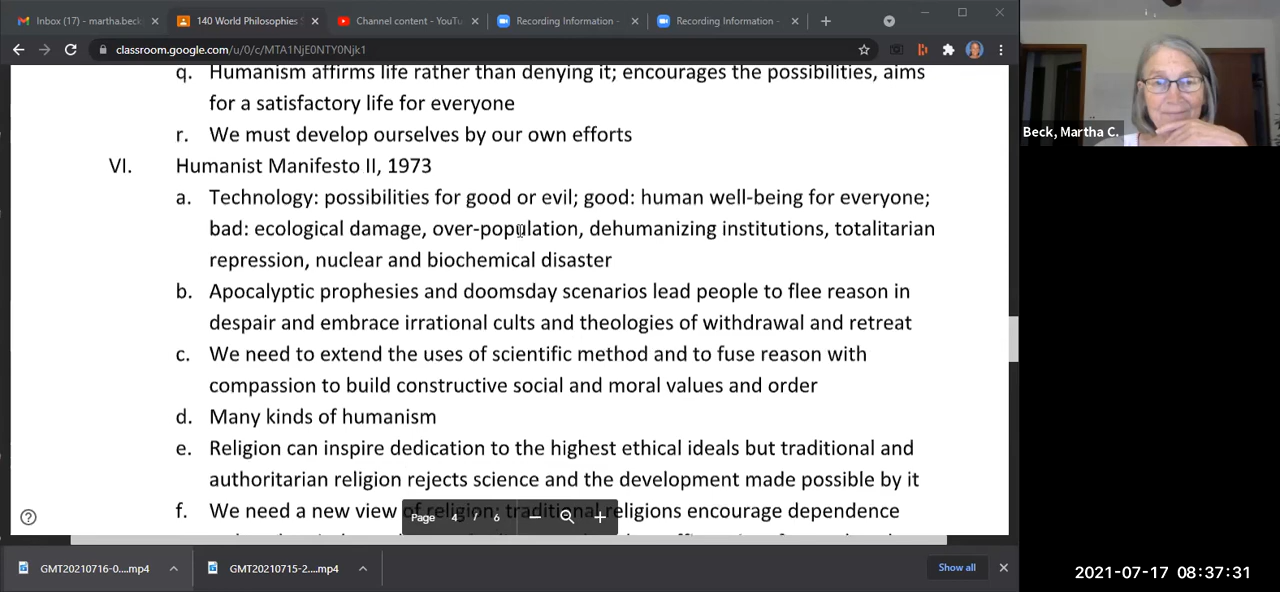 Inbox (17) - martha.beck
140 World Philosophies
Channel content - YouTu
Recording Information -
Recording Information -
classroom.google.com/u/0/c/MTA1NjE0NTY0Njk1
q. Humanism affirms life rather than denying it; encourages the possibilities, aims
for a satisfactory life for everyone
r. We must develop ourselves by our own efforts
VI. Humanist Manifesto II, 1973
a. Technology: possibilities for good or evil; good: human well-being for everyone;
bad: ecological damage, over-population, dehumanizing institutions, totalitarian
repression, nuclear and biochemical disaster
b. Apocalyptic prophesies and doomsday scenarios lead people to flee reason in
despair and embrace irrational cults and theologies of withdrawal and retreat
c. We need to extend the uses of scientific method and to fuse reason with
compassion to build constructive social and moral values and order
d. Many kinds of humanism
e. Religion can inspire dedication to the highest ethical ideals but traditional and
authoritarian religion rejects science and the development made possible by it
f. We need a new view of religion; traditional religions encourage dependence
Page 4 / 6
GMT20210716-0....mp4
GMT20210715-2....mp4
Show all
Beck, Martha C.
2021-07-17 08:37:31